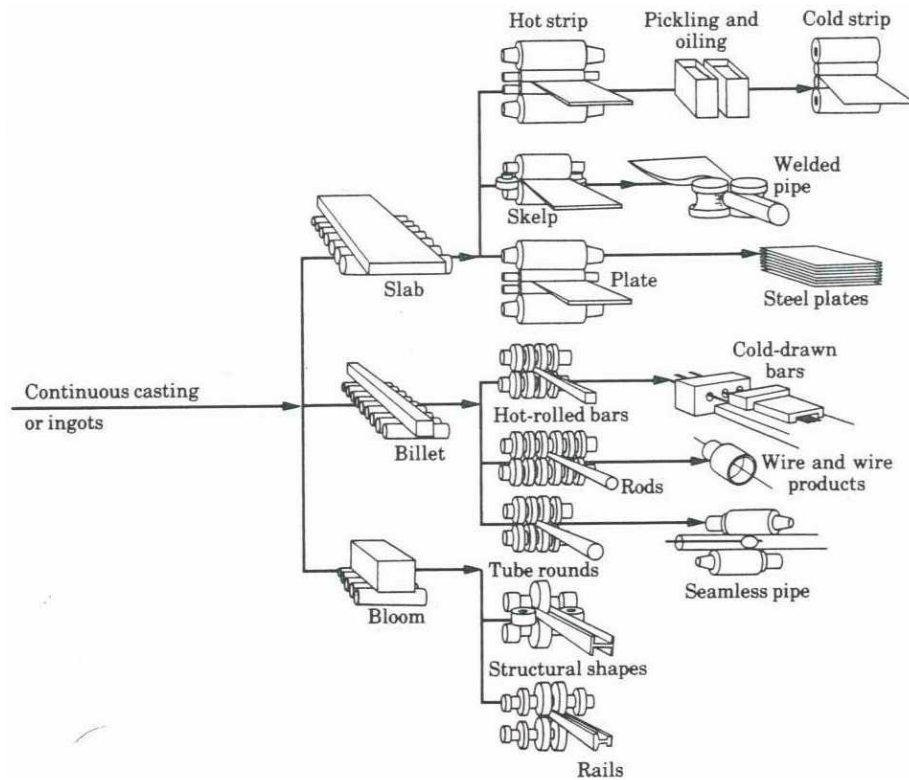 Hot strip
Pickling and
oiling
Cold strip
Skelp
Welded
pipe
Slab
Plate
Steel plates
Continuous casting
or ingots
Billet
Hot-rolled bars
Cold-drawn
bars
Rods
Wire and wire
products
Tube rounds
Seamless pipe
Bloom
Structural shapes
Rails